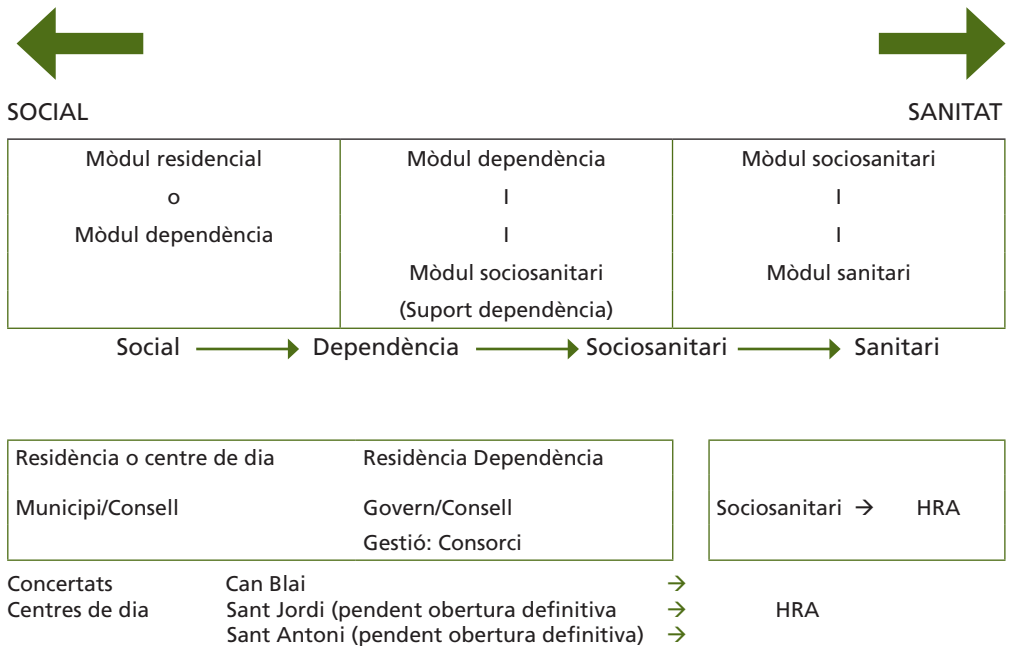 SOCIAL SANITAT
Mòdul residencial Mòdul dependència Mòdul sociosanitari
o I I
Mòdul dependència I I
Mòdul sociosanitari Mòdul sanitari
(Suport dependència)
Social → Dependència → Sociosanitari → Sanitari
Residència o centre de dia Residència Dependència
Municipi/Consell Govern/Consell Sociosanitari → HRA
Gestió: Consorci
Concertats Can Blai →
Centres de dia Sant Jordi (pendent obertura definitiva → HRA
Sant Antoni (pendent obertura definitiva) →